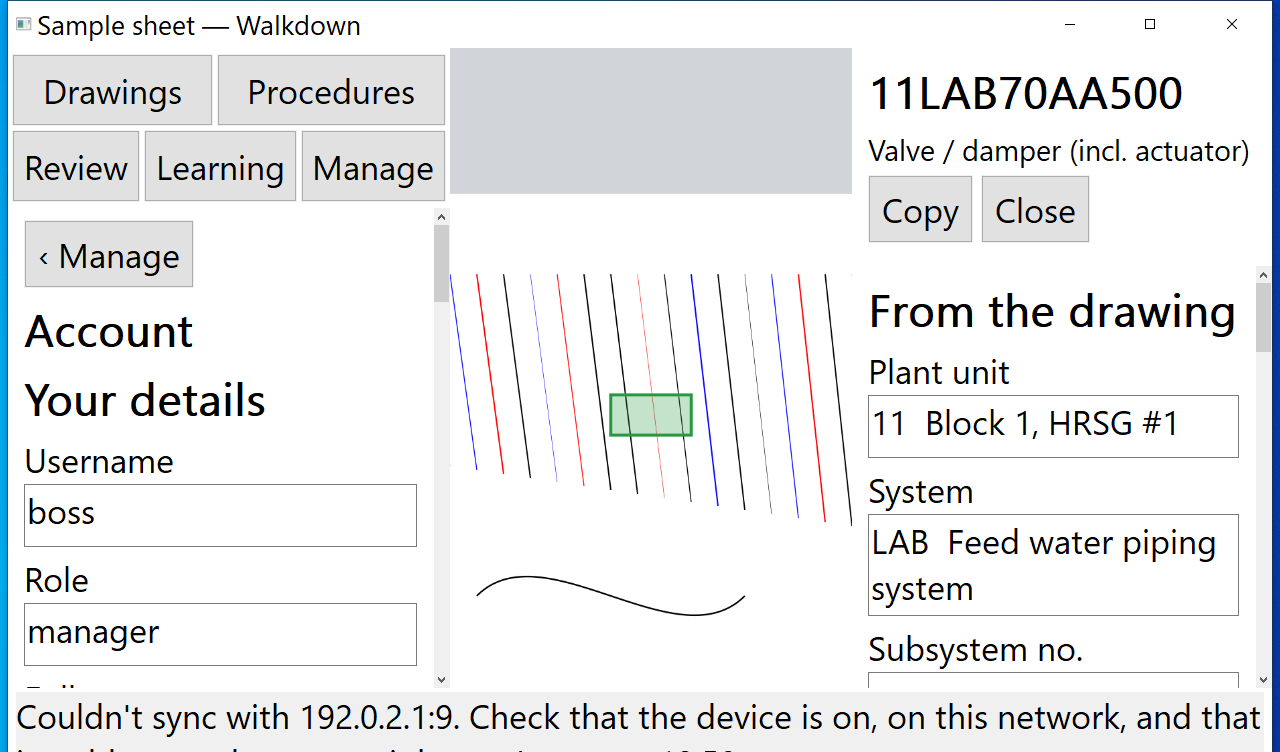 Sample sheet — Walkdown
Drawings
Procedures
Review
Learning
Manage
‹ Manage
Account
Your details
Username
boss
Role
manager
11LAB70AA500
Valve / damper (incl. actuator)
Copy
Close
From the drawing
Plant unit
11 Block 1, HRSG #1
System
LAB Feed water piping
system
Subsystem no.
Couldn't sync with 192.0.2.1:9. Check that the device is on, on this network, and that